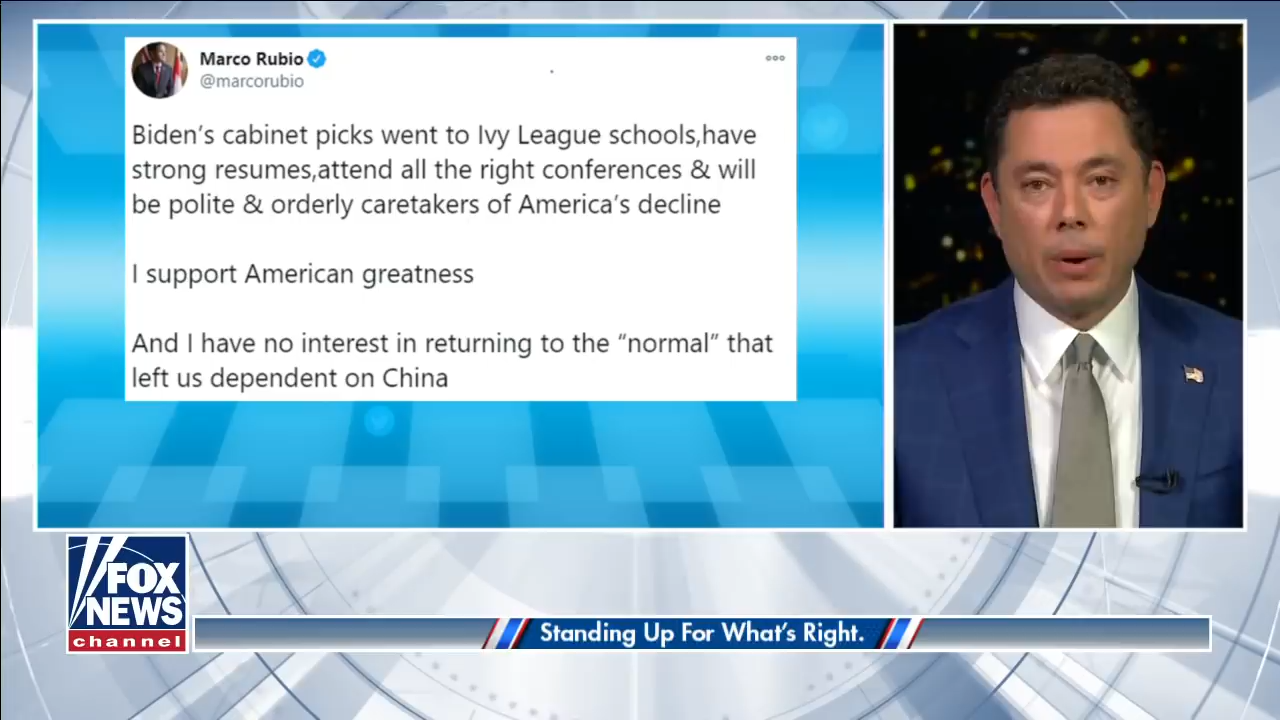 Marco Rubio
@marcorubio
Biden's cabinet picks went to Ivy League schools,have
strong resumes,attend all the right conferences & will
be polite & orderly caretakers of America's decline
I support American greatness
And I have no interest in returning to the “normal” that
left us dependent on China
FOX
NEWS
channel
Standing Up For What's Right.